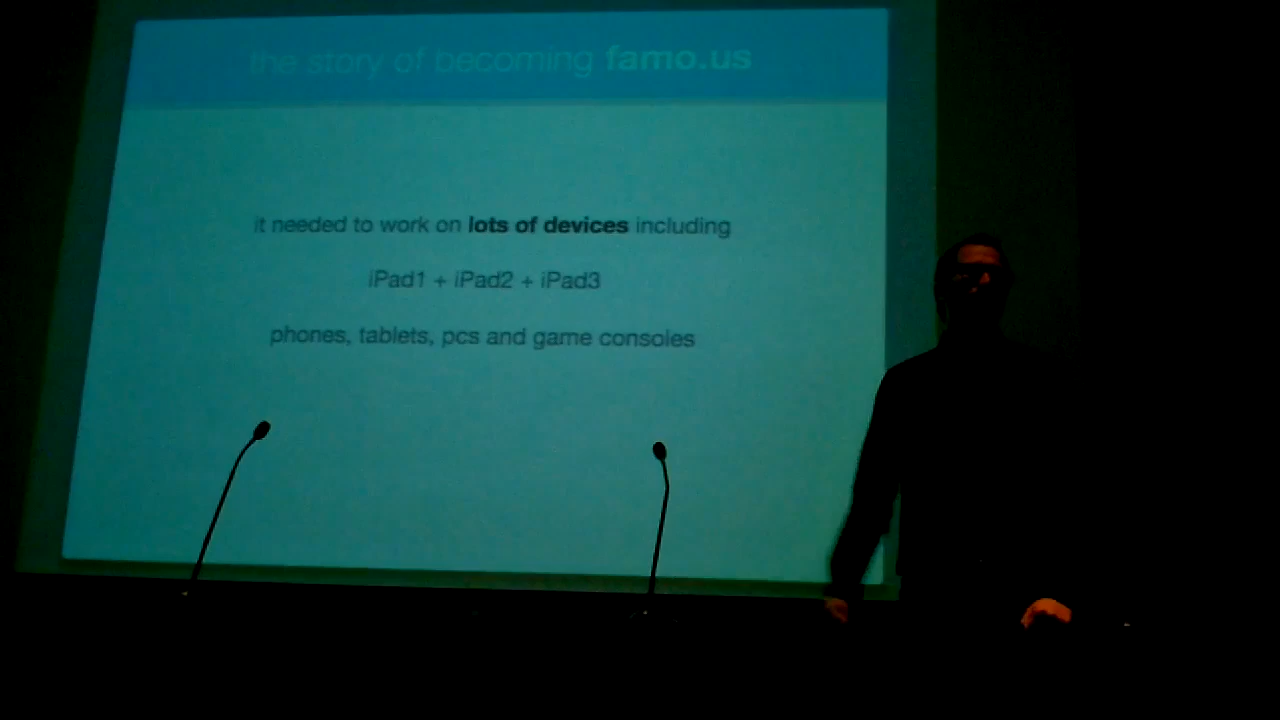 the story of becoming famo.us
it needed to work on lots of devices including
iPad1 + iPad2 + iPad3
phones, tablets, pcs and game consoles